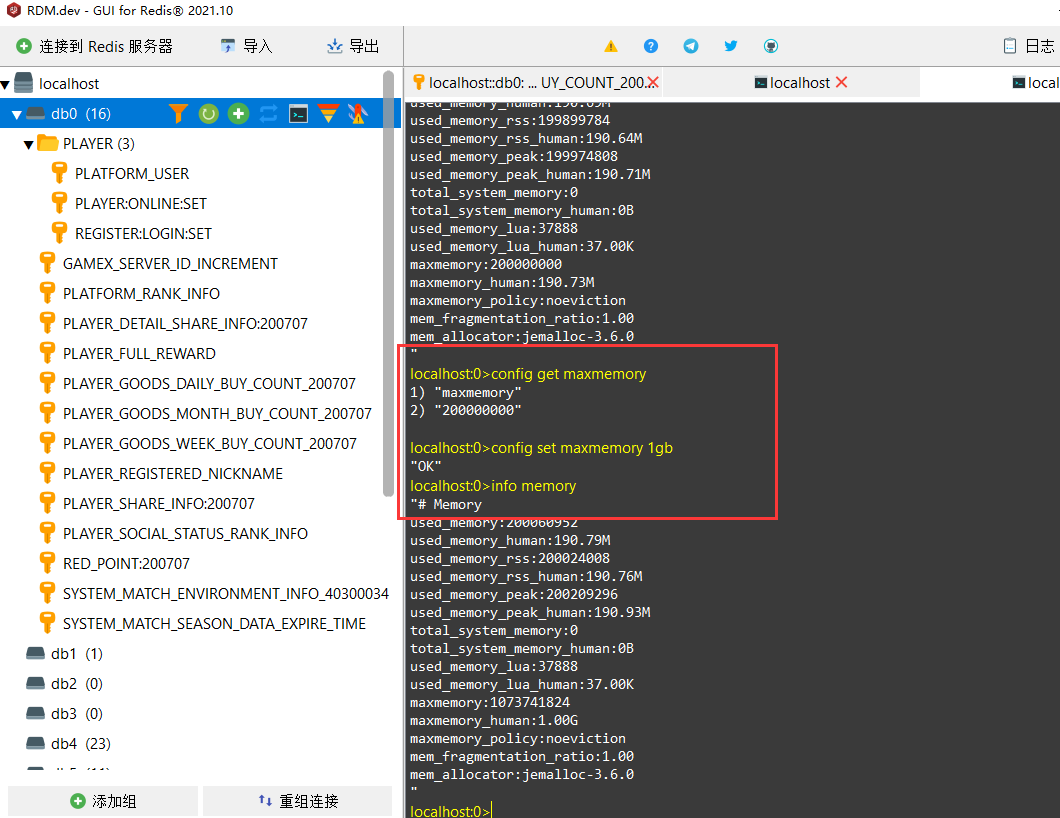 RDM.dev - GUI for Redis® 2021.10
连接到 Redis 服务器
导入
导出
日志
localhost
db0 (16)
PLAYER (3)
PLATFORM_USER
PLAYER:ONLINE:SET
REGISTER:LOGIN:SET
GAMEX_SERVER_ID_INCREMENT
PLATFORM_RANK_INFO
PLAYER_DETAIL_SHARE_INFO:200707
PLAYER_FULL_REWARD
PLAYER_GOODS_DAILY_BUY_COUNT_200707
PLAYER_GOODS_MONTH_BUY_COUNT_200707
PLAYER_GOODS_WEEK_BUY_COUNT_200707
PLAYER_REGISTERED_NICKNAME
PLAYER_SHARE_INFO:200707
PLAYER_SOCIAL_STATUS_RANK_INFO
RED_POINT:200707
SYSTEM_MATCH_ENVIRONMENT_INFO_40300034
SYSTEM_MATCH_SEASON_DATA_EXPIRE_TIME
db1 (1)
db2 (0)
db3 (0)
db4 (23)
添加组
重组连接
localhost::db0: ... UY_COUNT_200...
localhost
local
used_memory_human:190.69M
used_memory_rss:199899784
used_memory_rss_human:190.64M
used_memory_peak:199974808
used_memory_peak_human:190.71M
total_system_memory:0
total_system_memory_human:0B
used_memory_lua:37888
used_memory_lua_human:37.00K
maxmemory:200000000
maxmemory_human:190.73M
maxmemory_policy:noeviction
mem_fragmentation_ratio:1.00
mem_allocator:jemalloc-3.6.0
"
localhost:0>config get maxmemory
1) "maxmemory"
2) "200000000"
localhost:0>config set maxmemory 1gb
"OK"
localhost:0>info memory
"# Memory
used_memory:200060952
used_memory_human:190.79M
used_memory_rss:200024008
used_memory_rss_human:190.76M
used_memory_peak:200209296
used_memory_peak_human:190.93M
total_system_memory:0
total_system_memory_human:0B
used_memory_lua:37888
used_memory_lua_human:37.00K
maxmemory:1073741824
maxmemory_human:1.00G
maxmemory_policy:noeviction
mem_fragmentation_ratio:1.00
mem_allocator:jemalloc-3.6.0
"
localhost:0>